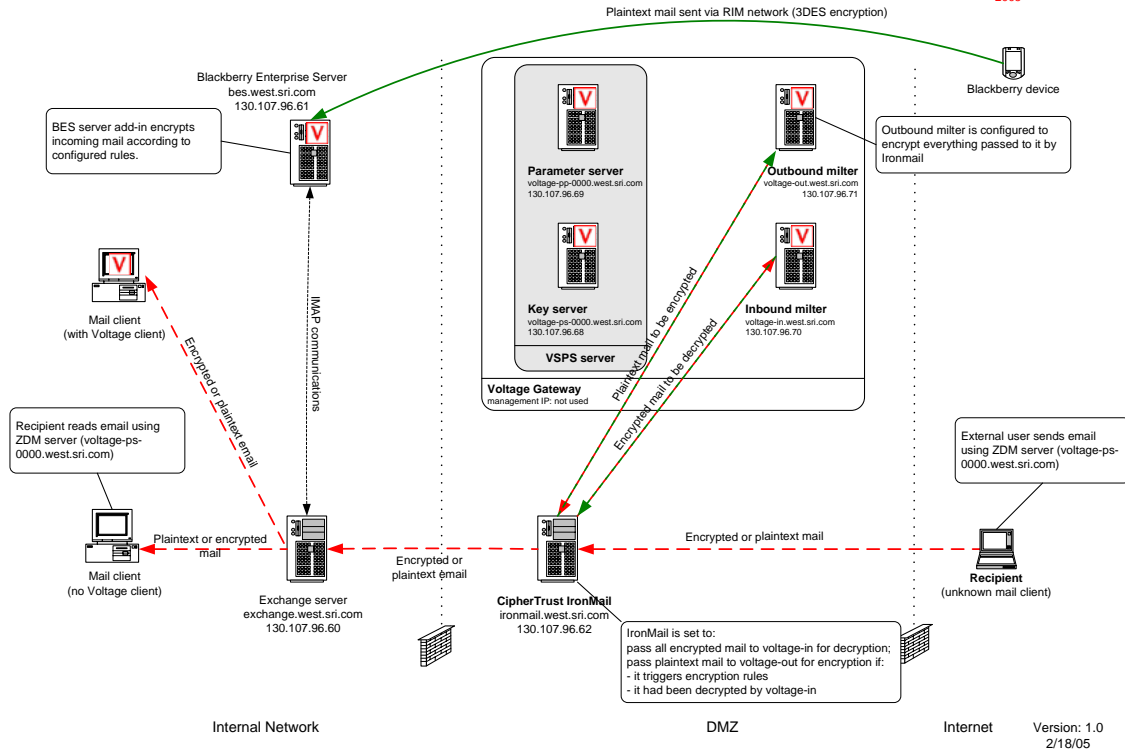 Plaintext mail sent via RIM network (3DES encryption)
Blackberry Enterprise Server
bes.west.sri.com
130.107.96.61
BES server add-in encrypts
incoming mail according to
configured rules.
V
Blackberry device
Outbound milter is configured to
encrypt everything passed to it by
Ironmail
V
Parameter server
voltage-pp-0000.west.sri.com
130.107.96.69
V
Outbound milter
voltage-out.west.sri.com
130.107.96.71
V
Key server
voltage-ps-0000.west.sri.com
130.107.96.68
V
Inbound milter
voltage-in.west.sri.com
130.107.96.70
VSPS server
Voltage Gateway
management IP: not used
V
Mail client
(with Voltage client)
IMAP communications
Encrypted or plaintext email
Plaintext mail to be encrypted
Encrypted mail to be decrypted
Recipient reads email using
ZDM server (voltage-ps-
0000.west.sri.com)
External user sends email
using ZDM server (voltage-ps-
0000.west.sri.com)
Plaintext or encrypted
mail
Mail client
(no Voltage client)
Encrypted or
plaintext email
Encrypted or plaintext mail
Exchange server
exchange.west.sri.com
130.107.96.60
CipherTrust IronMail
ironmail.west.sri.com
130.107.96.62
Recipient
(unknown mail client)
IronMail is set to:
pass all encrypted mail to voltage-in for decryption;
pass plaintext mail to voltage-out for encryption if:
- it triggers encryption rules
- it had been decrypted by voltage-in
Internal Network
DMZ
Internet
Version: 1.0
2/18/05